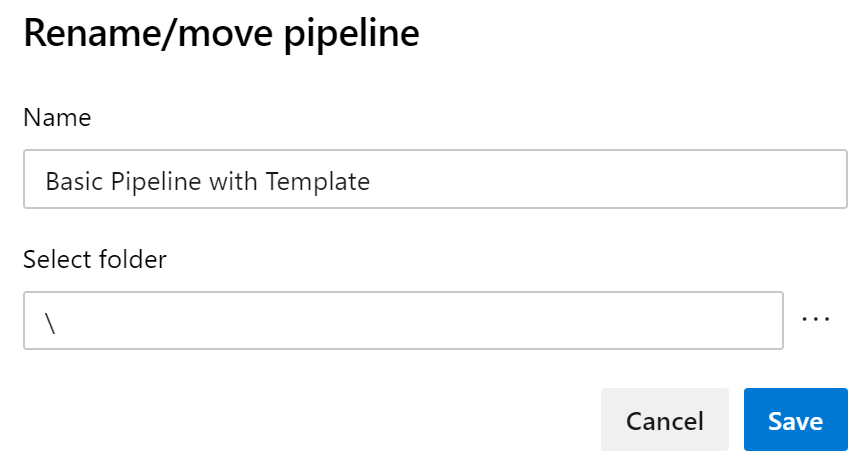 Rename/move pipeline
Name
Basic Pipeline with Template
Select folder
\ ...
Cancel Save